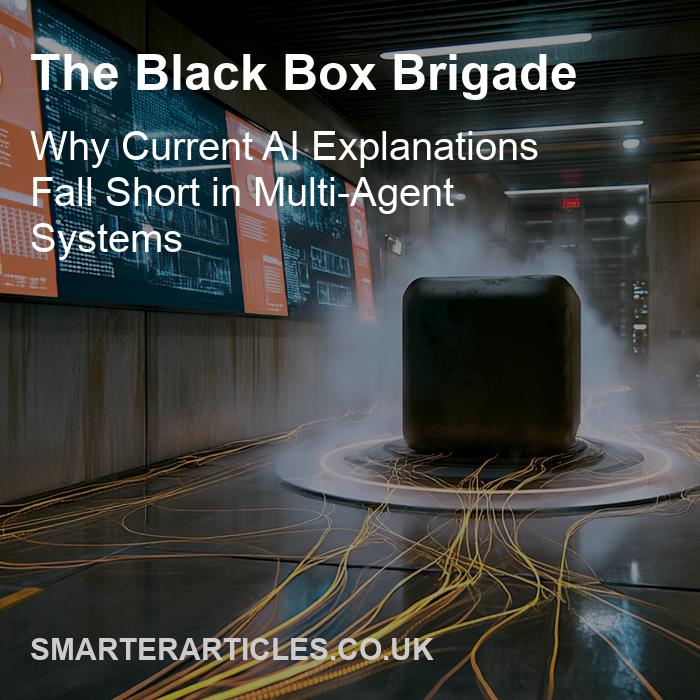 The Black Box Brigade
Why Current AI Explanations
Fall Short in Multi-Agent
Systems
SMARTERARTICLES.CO.UK